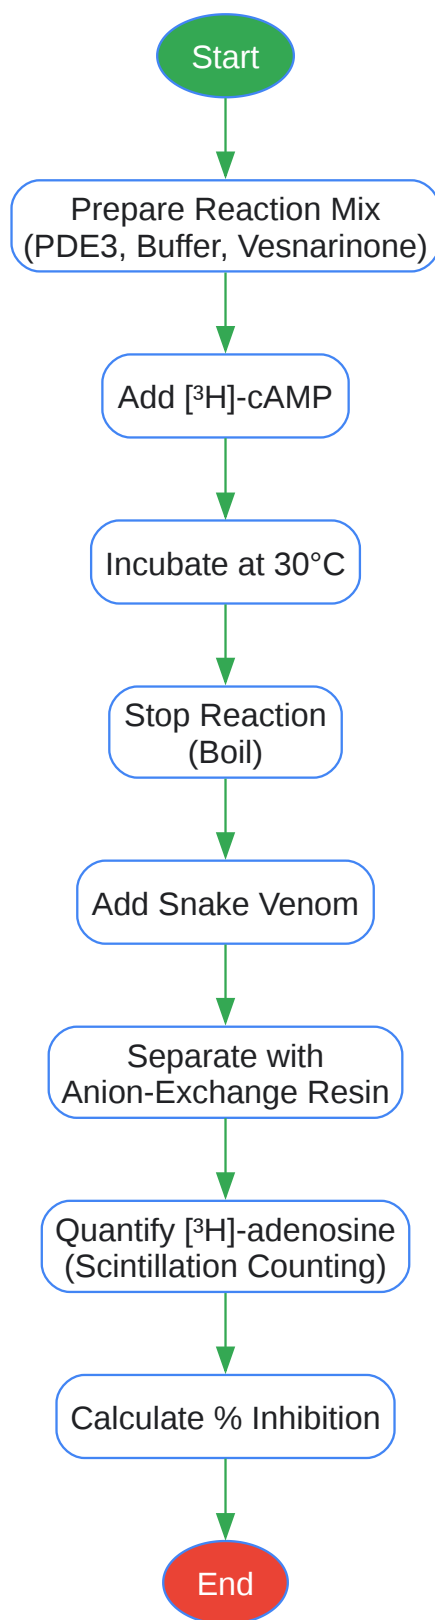 Start
Prepare Reaction Mix
(PDE3, Buffer, Vesnarinone)
Add [³H]-cAMP
Incubate at 30°C
Stop Reaction
(Boil)
Add Snake Venom
Separate with
Anion-Exchange Resin
Quantify [³H]-adenosine
(Scintillation Counting)
Calculate % Inhibition
End